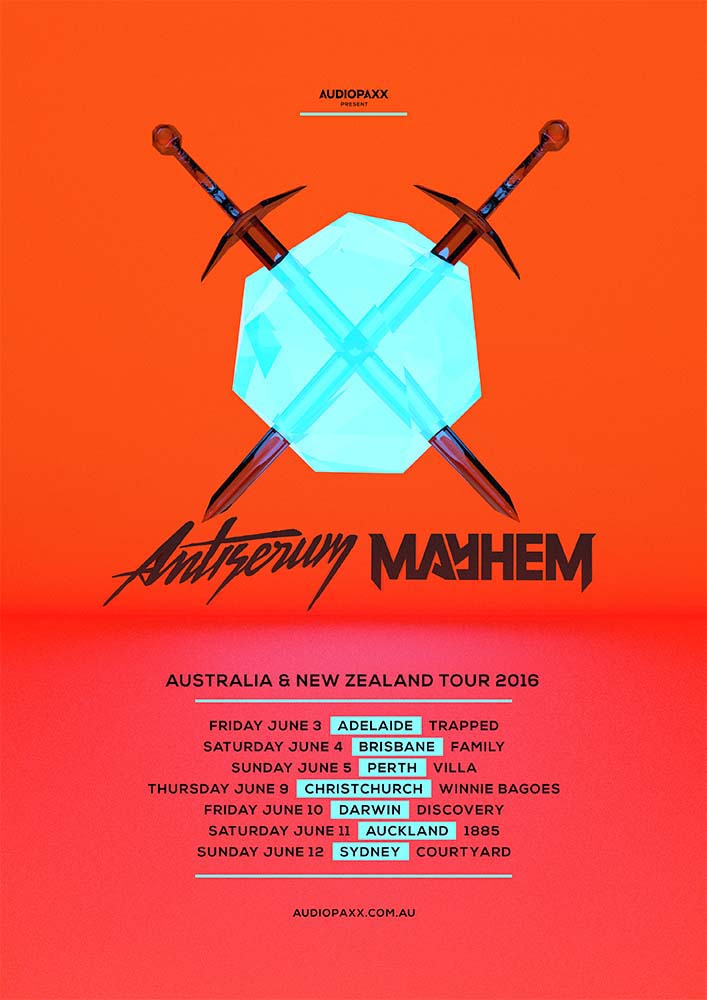 AUDIOPAXX
PRESENT
Antiserum MAYHEM
AUSTRALIA & NEW ZEALAND TOUR 2016
FRIDAY JUNE 3 ADELAIDE TRAPPED
SATURDAY JUNE 4 BRISBANE FAMILY
SUNDAY JUNE 5 PERTH VILLA
THURSDAY JUNE 9 CHRISTCHURCH WINNIE BAGOES
FRIDAY JUNE 10 DARWIN DISCOVERY
SATURDAY JUNE 11 AUCKLAND 1885
SUNDAY JUNE 12 SYDNEY COURTYARD
AUDIOPAXX.COM.AU